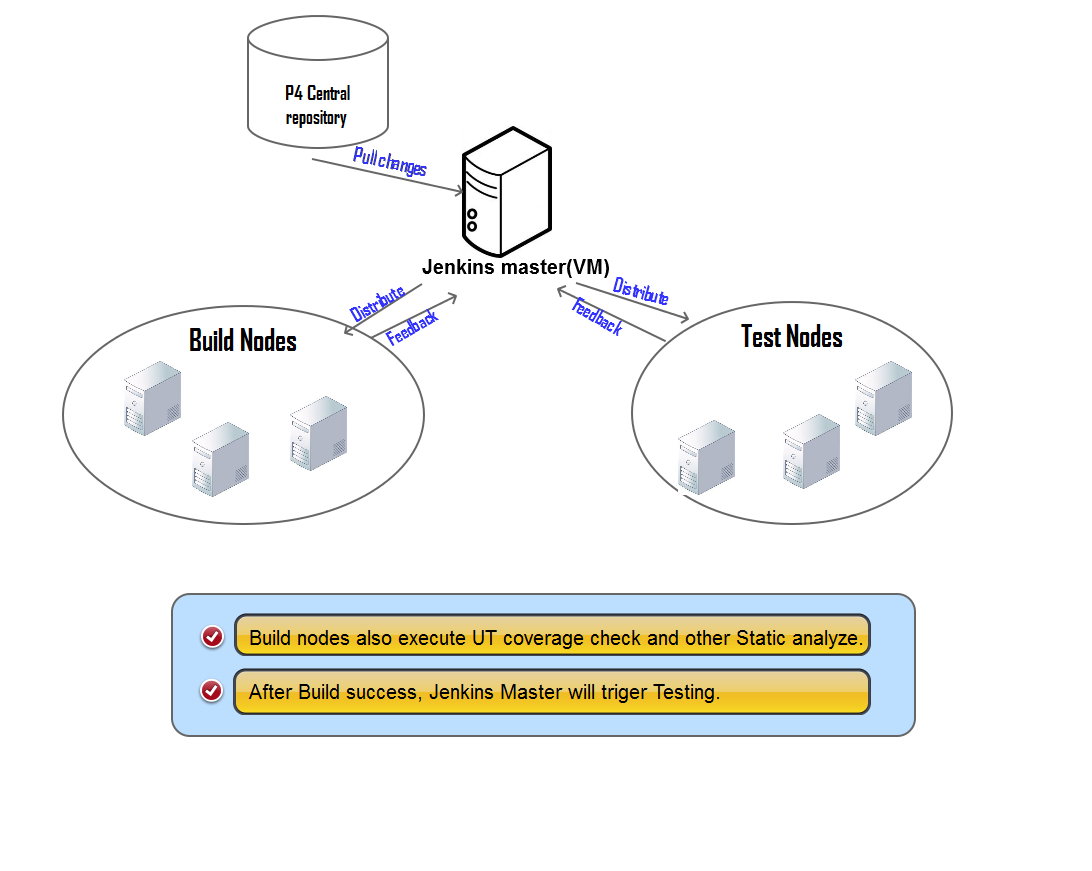 P4 Central
repository
Pull changes
Jenkins master(VM)
Distribute
Feedback
Distribute
Feedback
Build Nodes
Test Nodes
Build nodes also execute UT coverage check and other Static analyze.
After Build success, Jenkins Master will triger Testing.